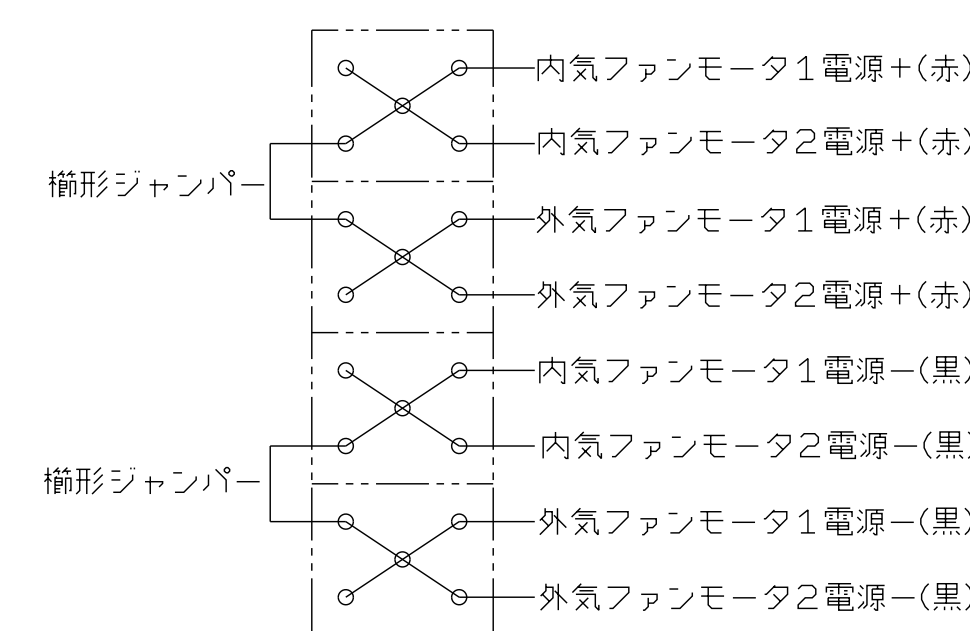 内気ファンモータ1電源+(赤)
内気ファンモータ2電源+(赤)
櫛形ジャンパー
外気ファンモータ1電源+(赤)
外気ファンモータ2電源+(赤)
内気ファンモータ1電源-(黒)
内気ファンモータ2電源-(黒)
櫛形ジャンパー
外気ファンモータ1電源-(黒)
外気ファンモータ2電源-(黒)